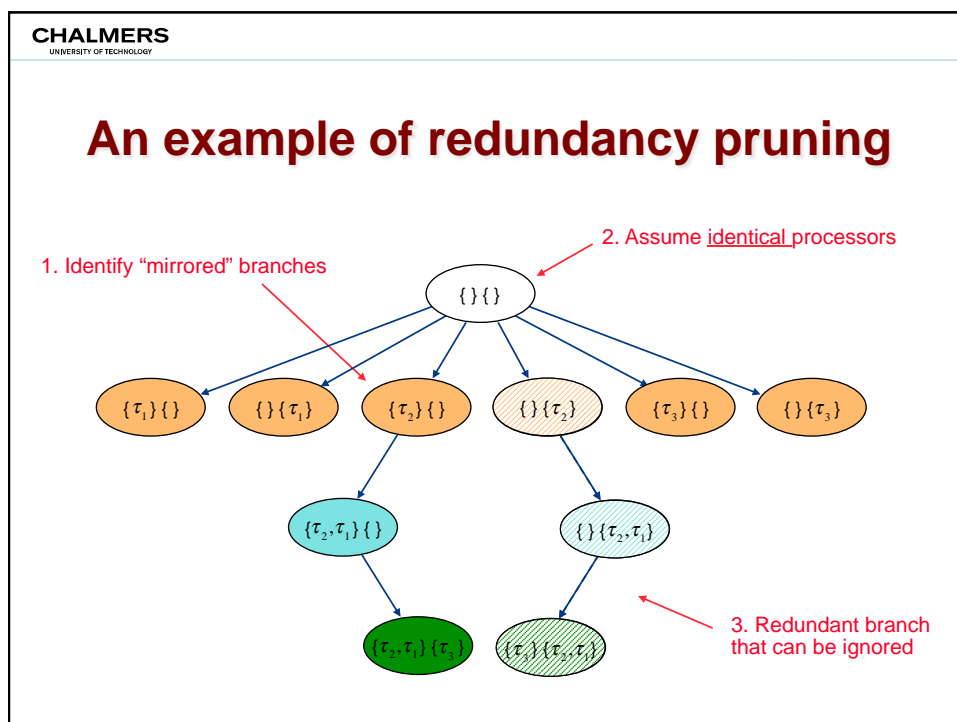 CHALMERS
UNIVERSITY OF TECHNOLOGY
An example of redundancy pruning
2. Assume identical processors
1. Identify “mirrored” branches
{ } { }
{τ₁} { }
{ } {τ₁}
{τ₂} { }
{ } {τ₂}
{τ₃} { }
{ } {τ₃}
{τ₂,τ₁} { }
{ } {τ₂,τ₁}
{τ₂,τ₁} {τ₃}
{τ₃} {τ₂,τ₁}
3. Redundant branch
that can be ignored